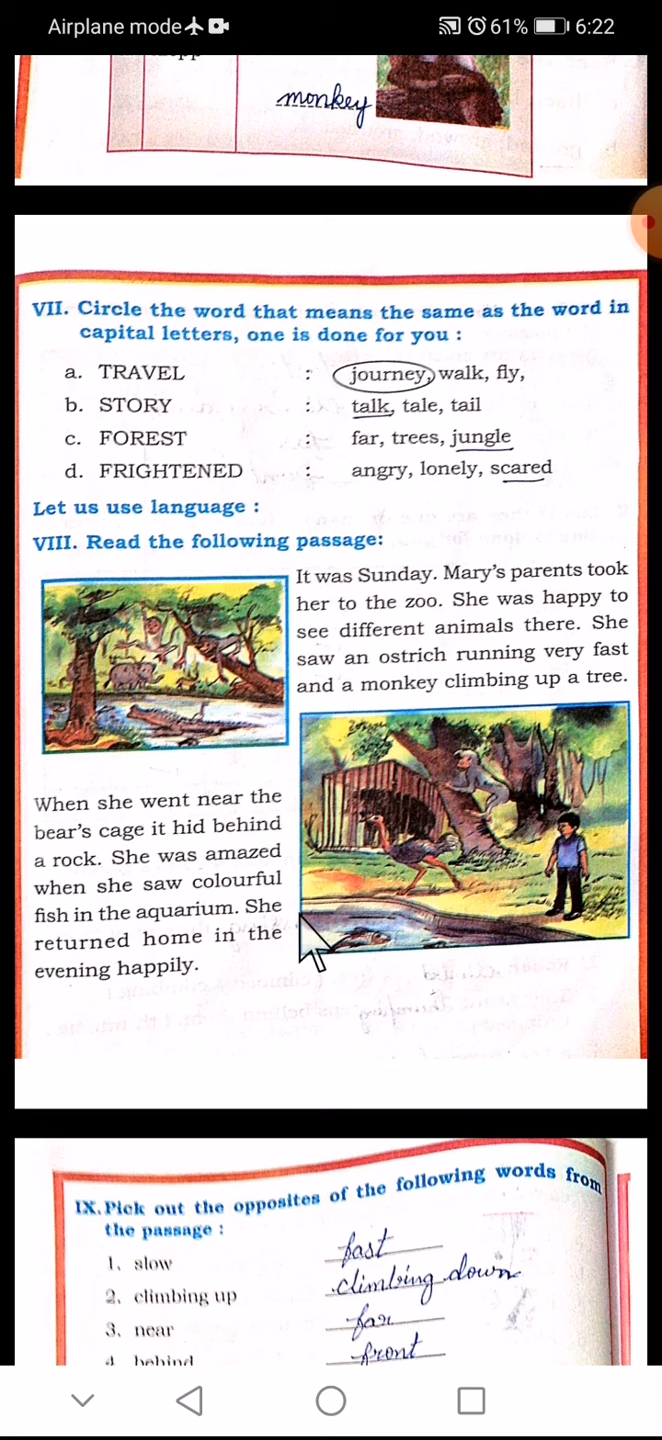 Airplane mode 61% 6:22
monkey
VII. Circle the word that means the same as the word in
capital letters, one is done for you :
a. TRAVEL : journey, walk, fly,
b. STORY : talk, tale, tail
c. FOREST : far, trees, jungle
d. FRIGHTENED : angry, lonely, scared
Let us use language :
VIII. Read the following passage:
It was Sunday. Mary's parents took
her to the zoo. She was happy to
see different animals there. She
saw an ostrich running very fast
and a monkey climbing up a tree.
When she went near the
bear's cage it hid behind
a rock. She was amazed
when she saw colourful
fish in the aquarium. She
returned home in the
evening happily.
IX. Pick out the opposites of the following words from
the passage :
1. slow fast
2. climbing up climbing down
3. near far
4. behind front